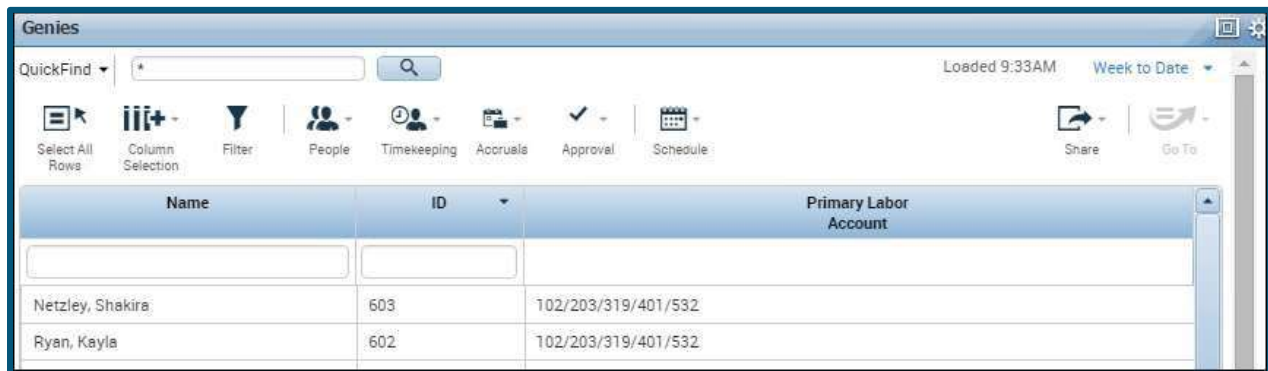 Genies
QuickFind
*
Loaded 9:33AM
Week to Date
Select All
Rows
Column
Selection
Filter
People
Timekeeping
Accruals
Approval
Schedule
Share
Go To
Name
ID
Primary Labor
Account
Netzley, Shakira
603
102/203/319/401/532
Ryan, Kayla
602
102/203/319/401/532